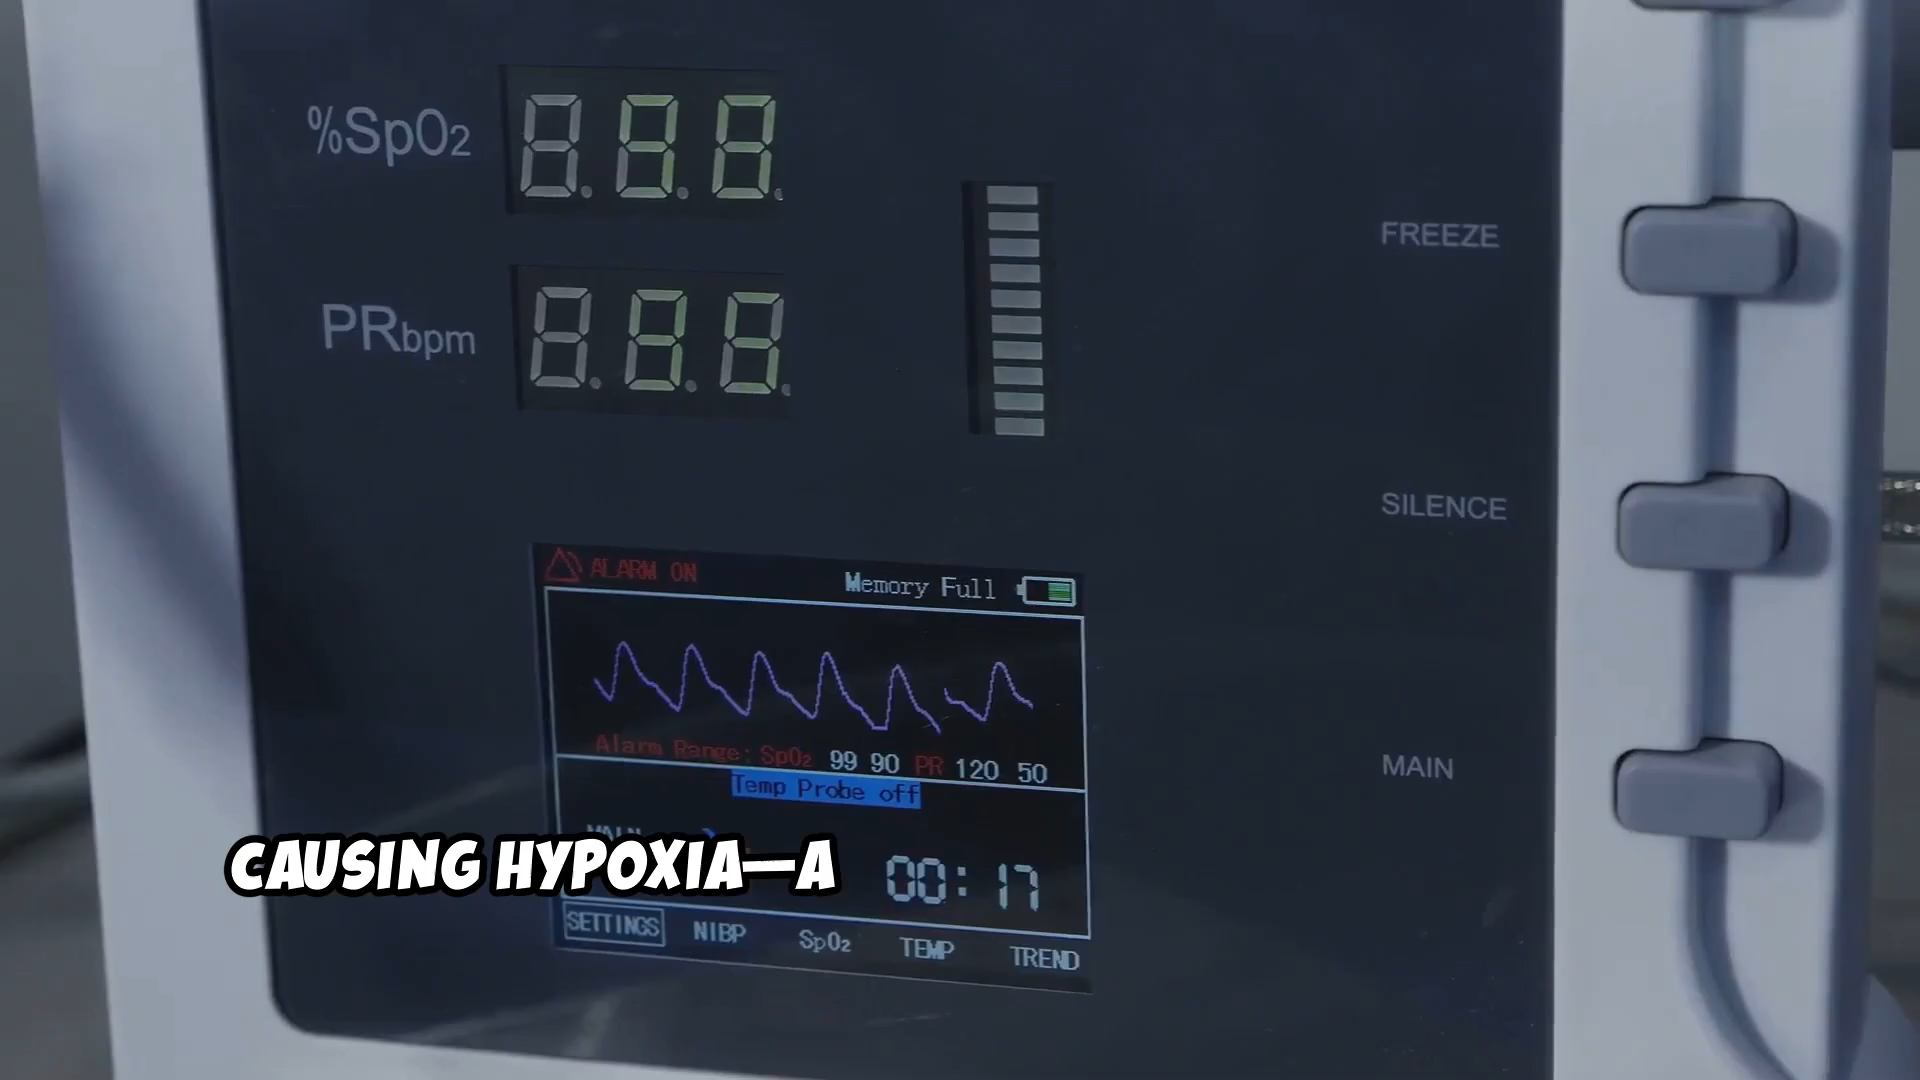 %SpO2
PRbpm
FREEZE
SILENCE
MAIN
ALARM ON
Memory Full
Alarm Range: SpO2 99 90 PR 120 50
Temp Probe off
CAUSING HYPOXIA—A
00:17
SETTINGS NIBP SpO2 TEMP TREND